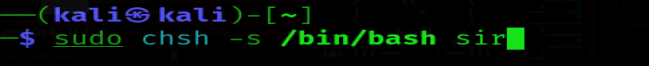 ──(kali㉿kali)-[~]
─$ sudo chsh -s /bin/bash sir